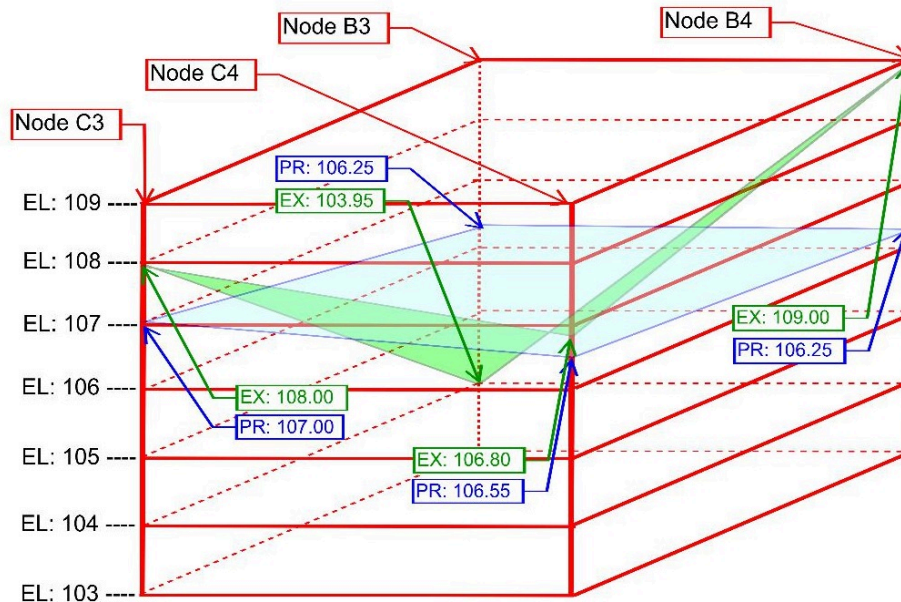 Node B3
Node B4
Node C4
Node C3
PR: 106.25
EX: 103.95
EL: 109 ----
EL: 108 ----
EL: 107 ----
EX: 109.00
PR: 106.25
EL: 106 ----
EX: 108.00
PR: 107.00
EL: 105 ----
EX: 106.80
PR: 106.55
EL: 104 ----
EL: 103 ----